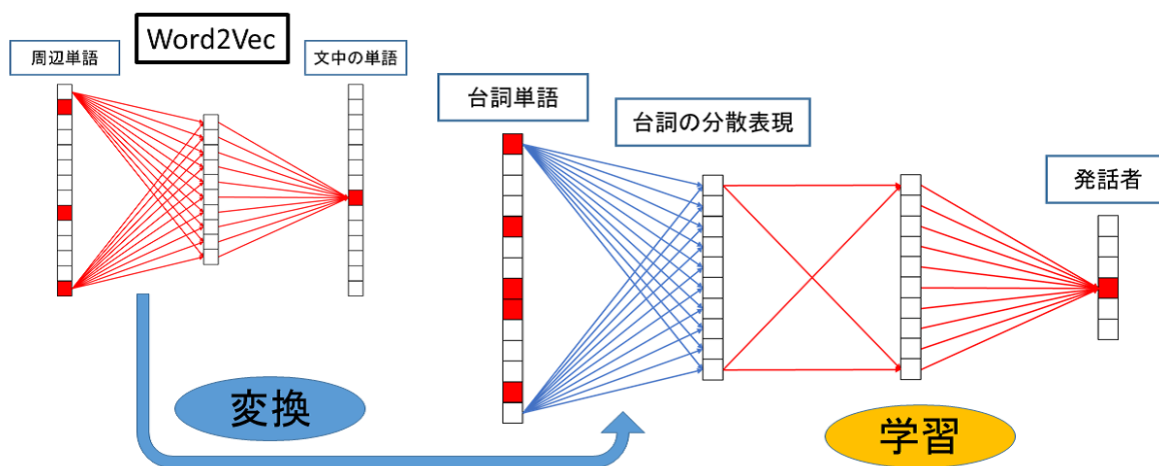 Word2Vec
周辺単語
文中の単語
台詞単語
台詞の分散表現
発話者
変換
学習